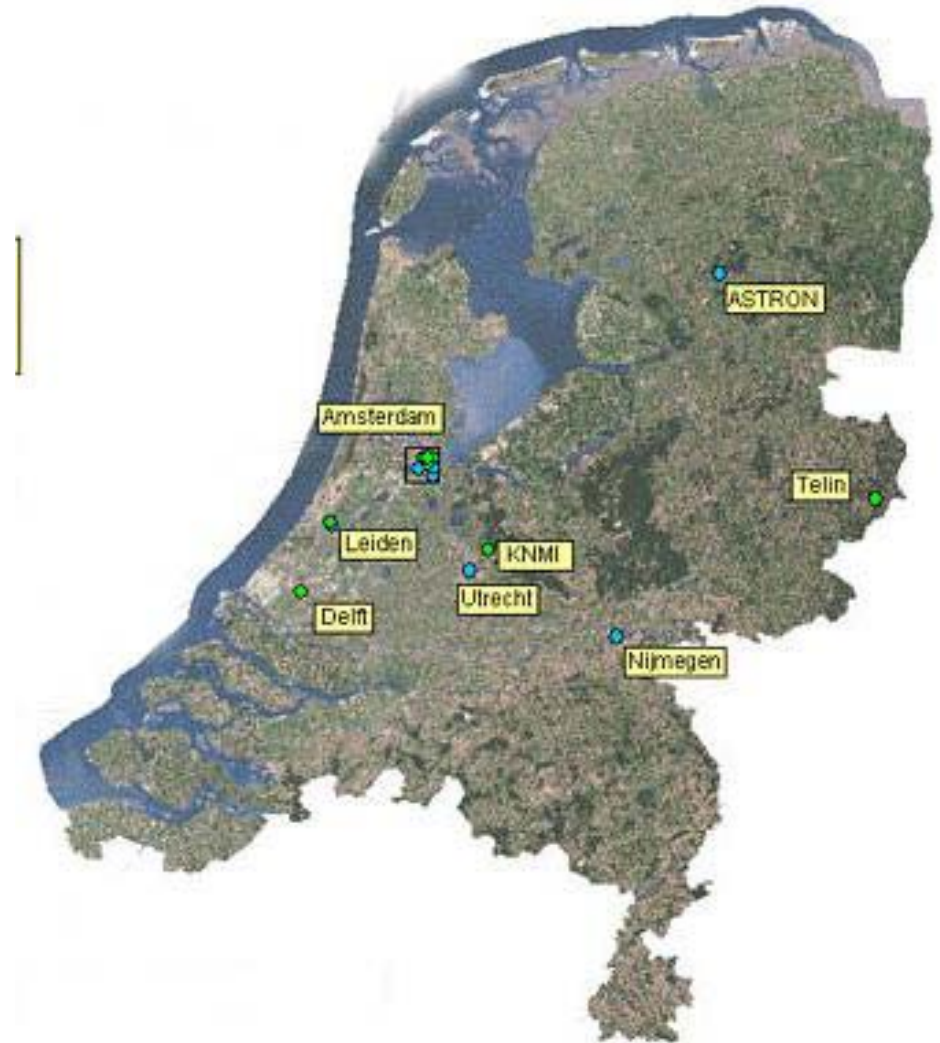 ASTRON
Amsterdam
Telin
Leiden
KNMI
Utrecht
Delft
Nijmegen